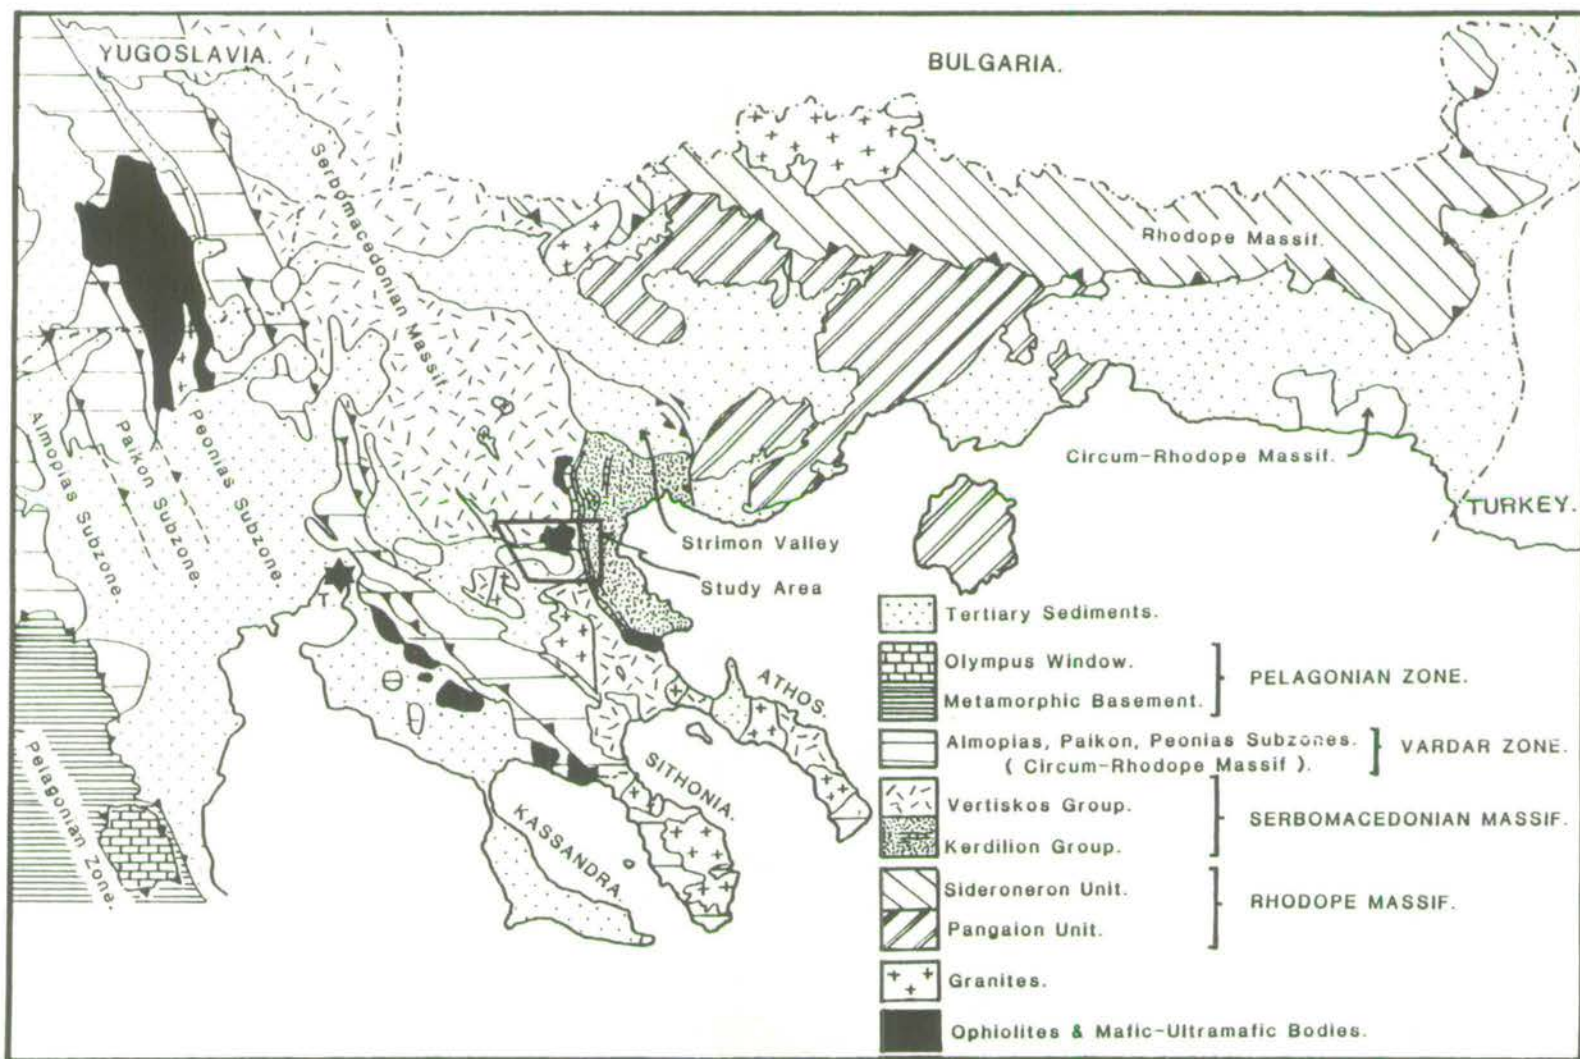 YUGOSLAVIA.
BULGARIA.
Serbomacedonian Massif.
Rhodope Massif.
Almopias Subzone.
Paikon Subzone.
Peonias Subzone.
Circum-Rhodope Massif.
TURKEY.
Strimon Valley
Study Area
T
ATHOS.
SITHONIA.
KASSANDRA.
Pelagonian Zone.
Tertiary Sediments.
Olympus Window.
Metamorphic Basement.
PELAGONIAN ZONE.
Almopias, Paikon, Peonias Subzones.
( Circum-Rhodope Massif ).
VARDAR ZONE.
Vertiskos Group.
Kerdilion Group.
SERBOMACEDONIAN MASSIF.
Sideroneron Unit.
Pangaion Unit.
RHODOPE MASSIF.
Granites.
Ophiolites & Mafic-Ultramafic Bodies.